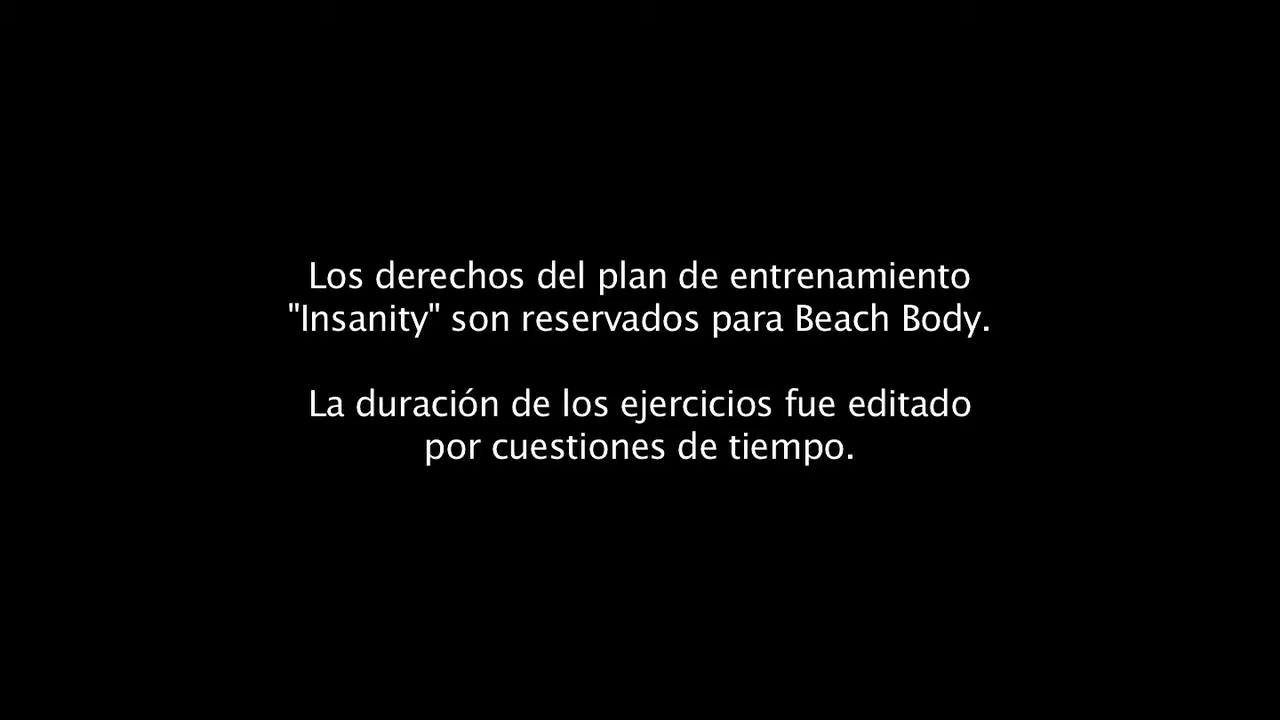 Los derechos del plan de entrenamiento
"Insanity" son reservados para Beach Body.
La duración de los ejercicios fue editado
por cuestiones de tiempo.